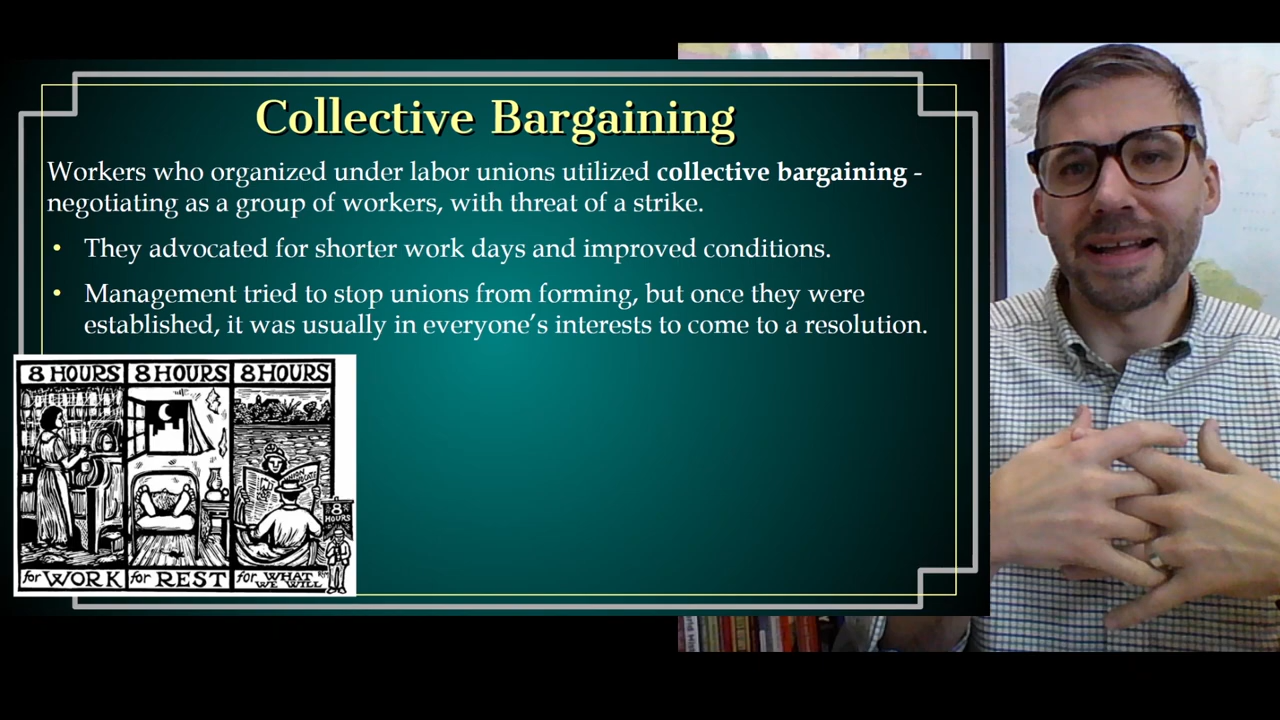 Collective Bargaining
Workers who organized under labor unions utilized collective bargaining -
negotiating as a group of workers, with threat of a strike.
• They advocated for shorter work days and improved conditions.
• Management tried to stop unions from forming, but once they were
established, it was usually in everyone’s interests to come to a resolution.
8 HOURS 8 HOURS 8 HOURS
8
HOURS
for WORK for REST for WHAT
WE WILL